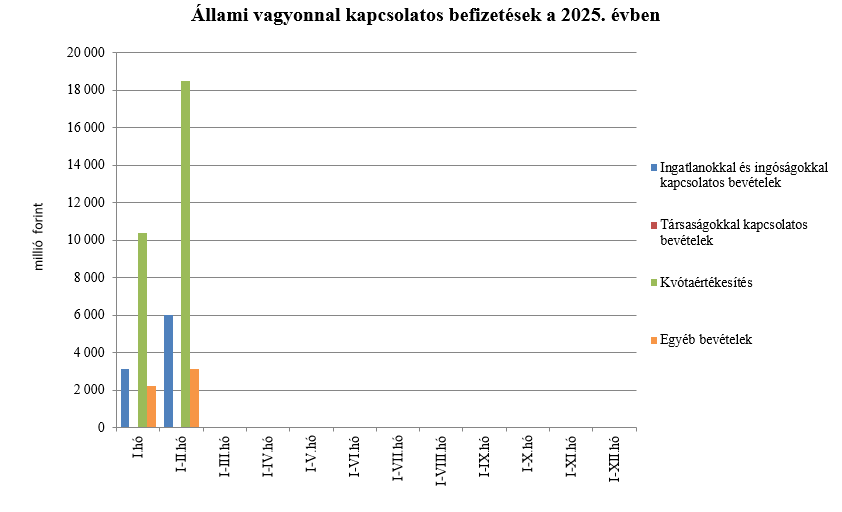 Állami vagyonnal kapcsolatos befizetések a 2025. évben
20 000
18 000
16 000
14 000
12 000
10 000
8 000
6 000
4 000
2 000
0
millió forint
I.hó
I-II.hó
I-III.hó
I-IV.hó
I-V.hó
I-VI.hó
I-VII.hó
I-VIII.hó
I-IX.hó
I-X.hó
I-XI.hó
I-XII.hó
Ingatlanokkal és ingóságokkal
kapcsolatos bevételek
Társaságokkal kapcsolatos
bevételek
Kvótaértékesítés
Egyéb bevételek